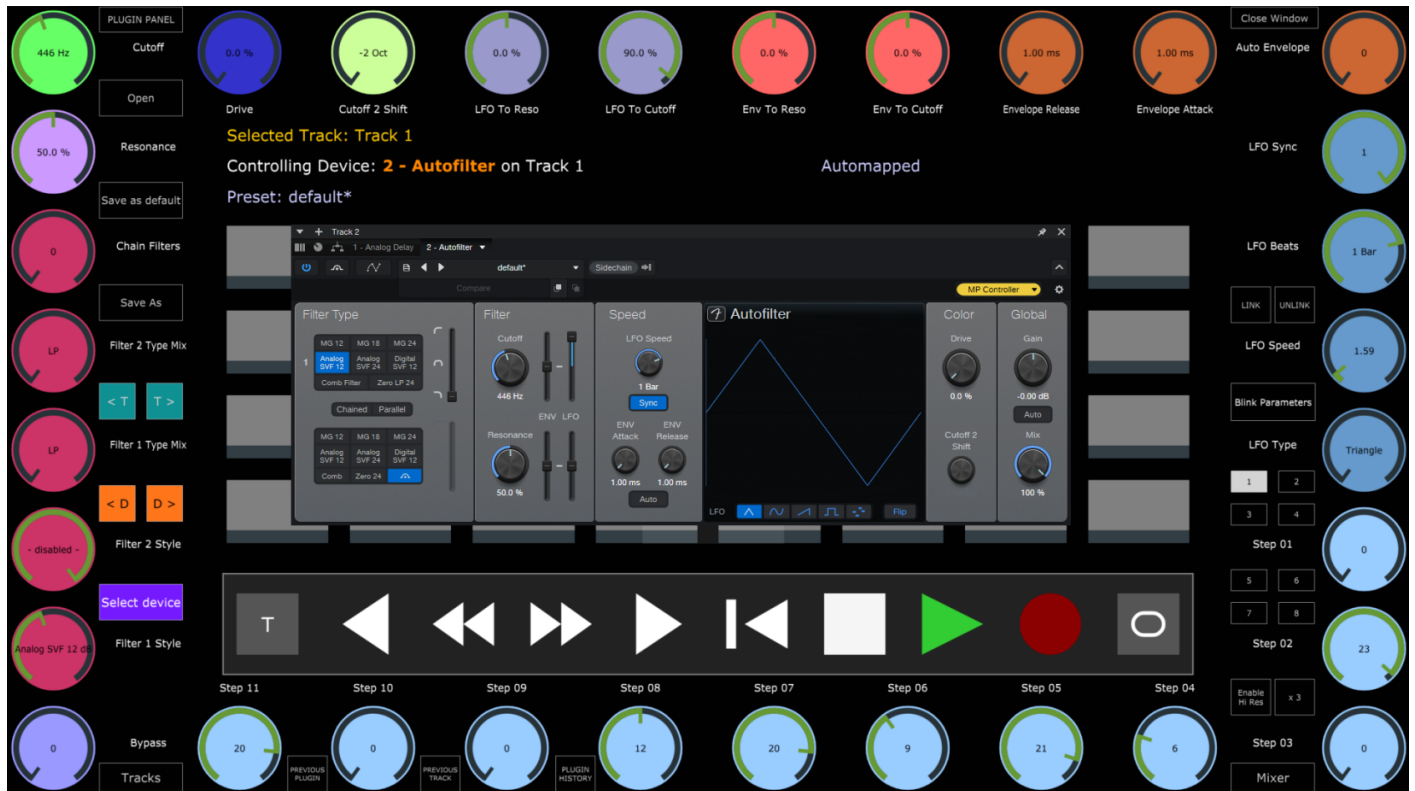 PLUGIN PANEL
Close Window
446 Hz
Cutoff
0.0 %
-2 Oct
0.0 %
90.0 %
0.0 %
0.0 %
1.00 ms
1.00 ms
Auto Envelope
0
Open
Drive
Cutoff 2 Shift
LFO To Reso
LFO To Cutoff
Env To Reso
Env To Cutoff
Envelope Release
Envelope Attack
Selected Track: Track 1
50.0 %
Resonance
LFO Sync
1
Controlling Device: 2 - Autofilter on Track 1
Automapped
Save as default
Preset: default*
Track 2
0
Chain Filters
1 - Analog Delay
2 - Autofilter
LFO Beats
1 Bar
default*
Sidechain
Compare
MP Controller
Save As
LINK
UNLINK
Filter Type
Filter
Speed
Autofilter
Color
Global
LP
Filter 2 Type Mix
MG 12
MG 18
MG 24
Cutoff
LFO Speed
Drive
Gain
LFO Speed
1.59
1
Analog SVF 12
Analog SVF 24
Digital SVF 12
Comb Filter
Zero LP 24
446 Hz
1 Bar
0.0 %
-0.00 dB
< T
T >
Sync
Blink Parameters
Chained
Parallel
ENV
LFO
Auto
LP
Filter 1 Type Mix
MG 12
MG 18
MG 24
Resonance
ENV Attack
ENV Release
Cutoff 2 Shift
Mix
LFO Type
Triangle
Analog SVF 12
Analog SVF 24
Digital SVF 12
Comb
Zero 24
50.0 %
1.00 ms
1.00 ms
100 %
1
2
< D
D >
Auto
LFO
Flip
3
4
- disabled -
Filter 2 Style
Step 01
0
5
6
Select device
T
7
8
Analog SVF 12 dB
Filter 1 Style
Step 02
23
Step 11
Step 10
Step 09
Step 08
Step 07
Step 06
Step 05
Step 04
Enable Hi Res
x 3
0
Bypass
20
0
0
12
20
9
21
6
Step 03
0
Tracks
PREVIOUS PLUGIN
PREVIOUS TRACK
PLUGIN HISTORY
Mixer